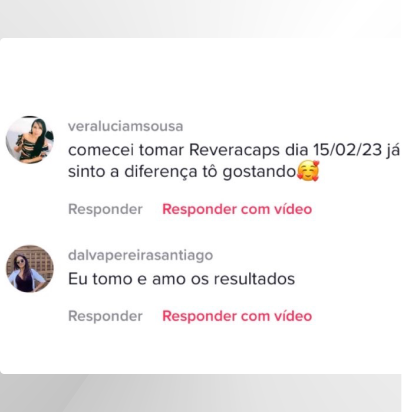 veraluciamsousa
comecei tomar Reveracaps dia 15/02/23 já
sinto a diferença tô gostando🥰
Responder Responder com vídeo
dalvapereirasantiago
Eu tomo e amo os resultados
Responder Responder com vídeo